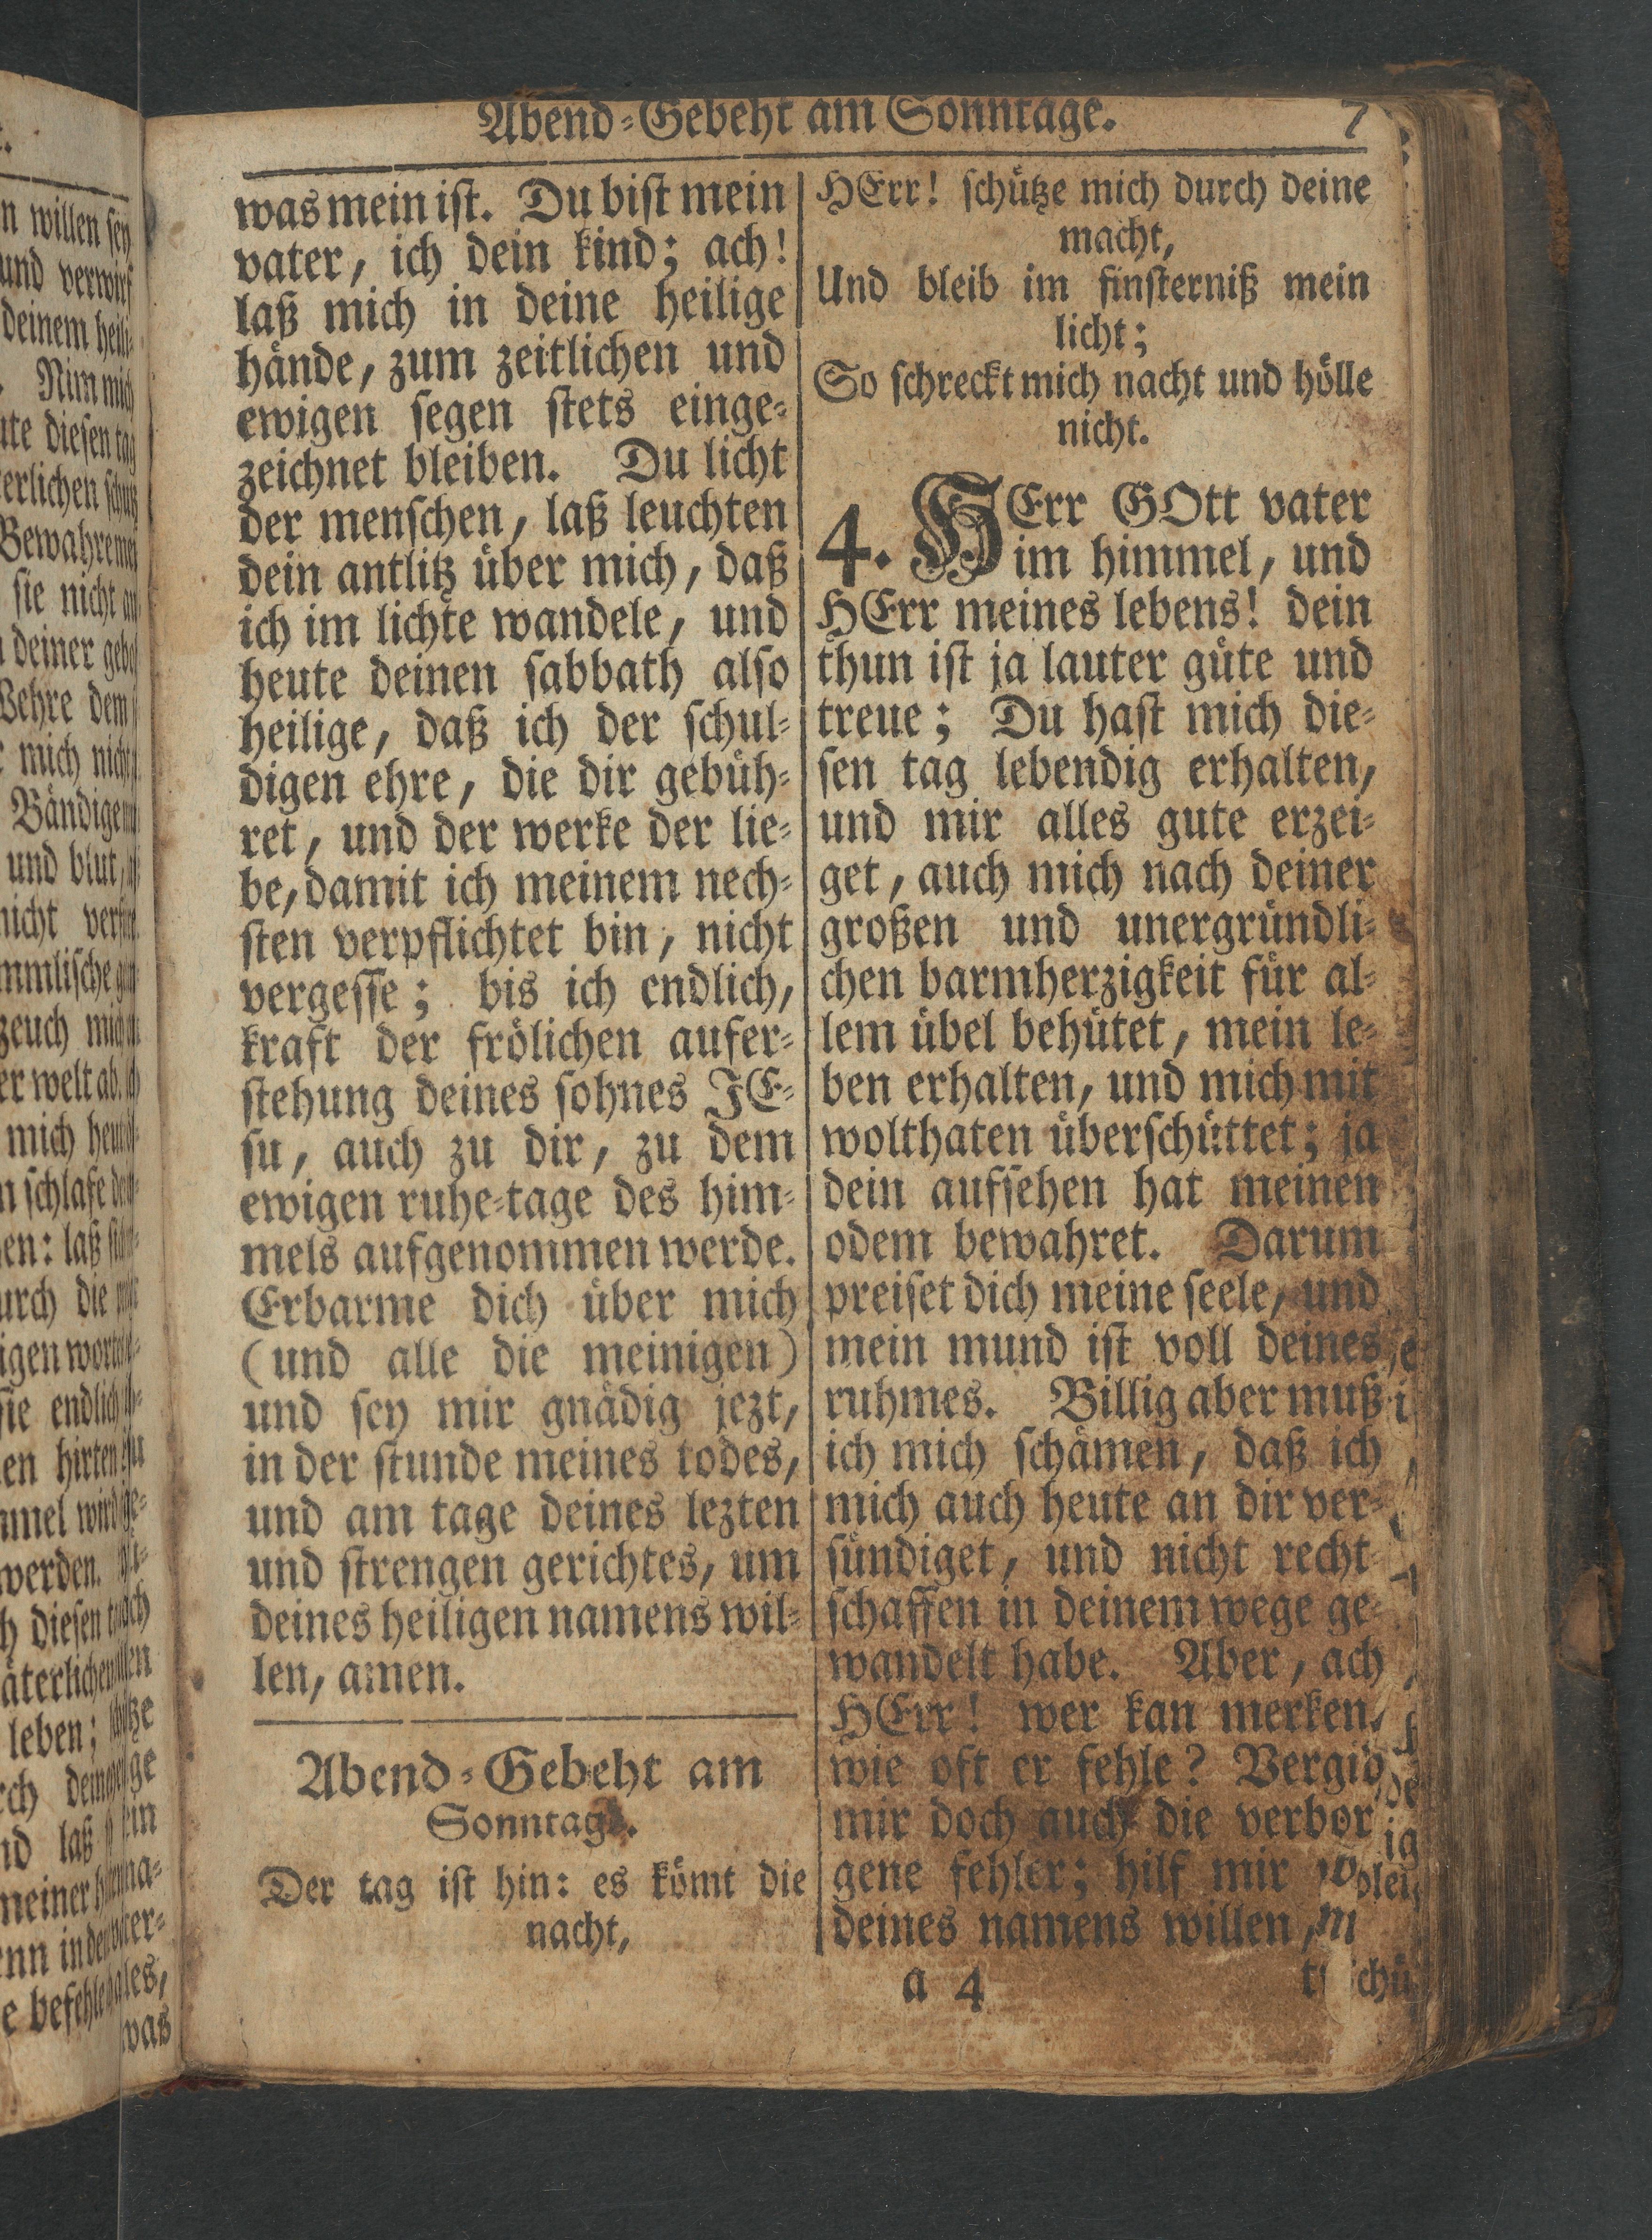 Abend-Gebeht am Sonntage. 7
was mein ist. Du bist mein
vater, ich dein kind; ach!
laß mich in deine heilige
hände, zum zeitlichen und
ewigen segen stets einge-
zeichnet bleiben. Du licht
der menschen, laß leuchten
dein antlitz über mich, daß
ich im lichte wandele, und
heute deinen sabbath also
heilige, daß ich der schul-
digen ehre, die dir gebüh-
ret, und der werke der lie-
be, damit ich meinem nech-
sten verpflichtet bin, nicht
vergesse; bis ich endlich,
kraft der frölichen aufer-
stehung deines sohnes JE-
su, auch zu dir, zu dem
ewigen ruhe-tage des him-
mels aufgenommen werde.
Erbarme dich über mich
(und alle die meinigen)
und sey mir gnädig jezt,
in der stunde meines todes,
und am tage deines lezten
und strengen gerichtes, um
deines heiligen namens wil-
len, amen.
Abend-Gebeht am
Sonntage.
Der tag ist hin: es kömt die
nacht,
HErr! schütze mich durch deine
macht,
Und bleib im finsterniß mein
licht;
So schreckt mich nacht und hölle
nicht.
4. HErr GOtt vater
im himmel, und
HErr meines lebens! dein
thun ist ja lauter güte und
treue; Du hast mich die-
sen tag lebendig erhalten,
und mir alles gute erzei-
get, auch mich nach deiner
großen und unergründli-
chen barmherzigkeit für al-
lem übel behütet, mein le-
ben erhalten, und mich mit
wolthaten überschüttet; ja
dein aufsehen hat meinen
odem bewahret. Darum
preiset dich meine seele, und
mein mund ist voll deines
ruhmes. Billig aber muß
ich mich schämen, daß ich
mich auch heute an dir ver-
sündiget, und nicht recht-
schaffen in deinem wege ge-
wandelt habe. Aber, ach
HErr! wer kan merken,
wie oft er fehle? Vergib
mir doch auch die verbor
gene fehler; hilf mir
deines namens willen,
a 4